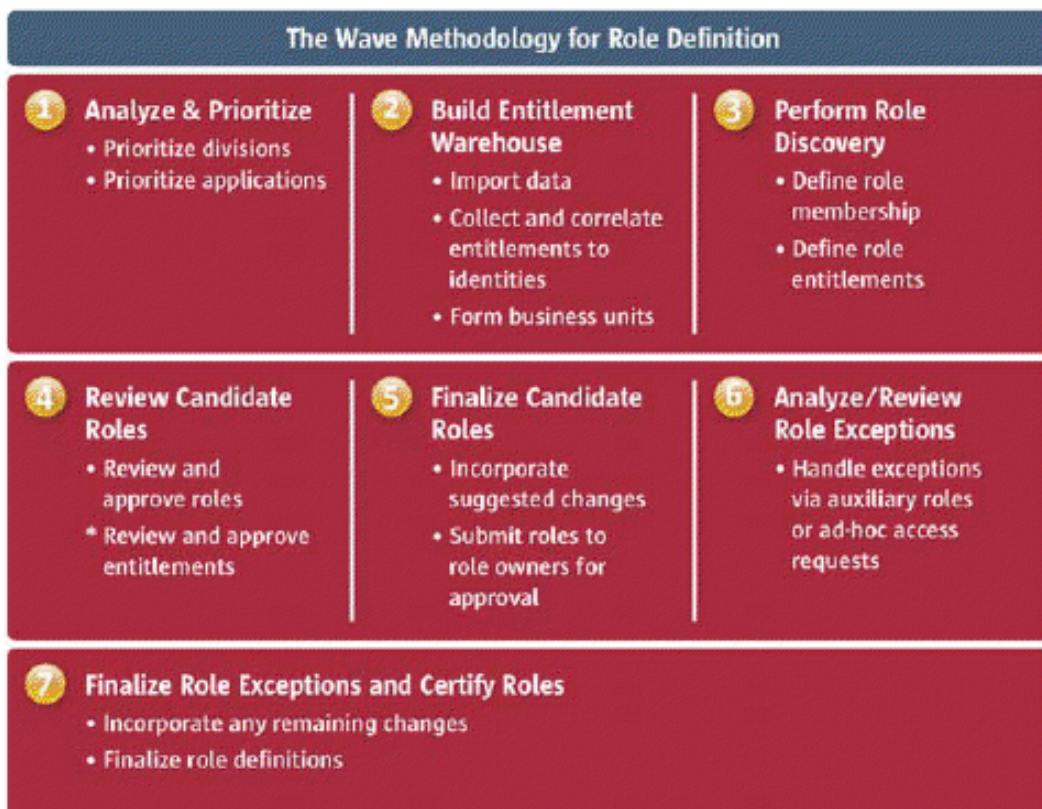 The Wave Methodology for Role Definition
1 Analyze & Prioritize
• Prioritize divisions
• Prioritize applications
2 Build Entitlement
Warehouse
• Import data
• Collect and correlate
entitlements to
identities
• Form business units
3 Perform Role
Discovery
• Define role
membership
• Define role
entitlements
4 Review Candidate
Roles
• Review and
approve roles
* Review and approve
entitlements
5 Finalize Candidate
Roles
• Incorporate
suggested changes
• Submit roles to
role owners for
approval
6 Analyze/Review
Role Exceptions
• Handle exceptions
via auxiliary roles
or ad-hoc access
requests
7 Finalize Role Exceptions and Certify Roles
• Incorporate any remaining changes
• Finalize role definitions